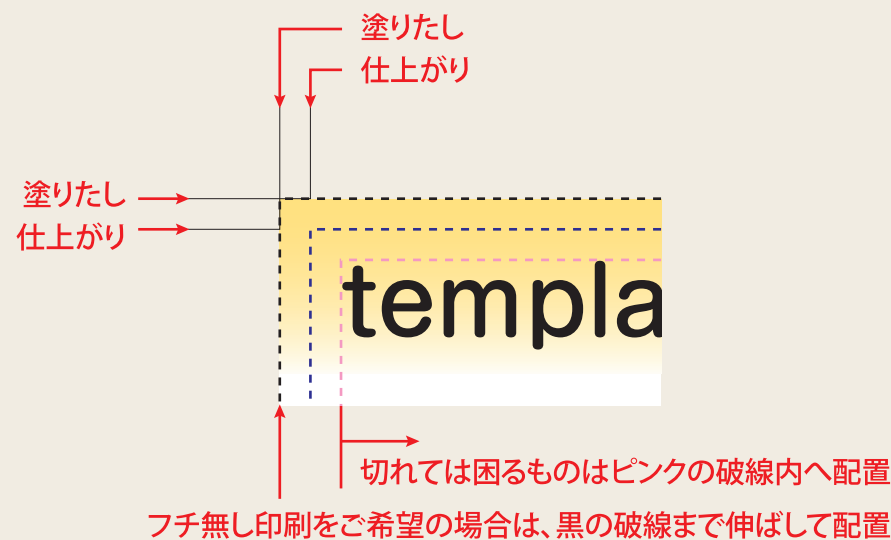 塗りたし
仕上がり
塗りたし
仕上がり
templa
切れては困るものはピンクの破線内へ配置
フチ無し印刷をご希望の場合は、黒の破線まで伸ばして配置